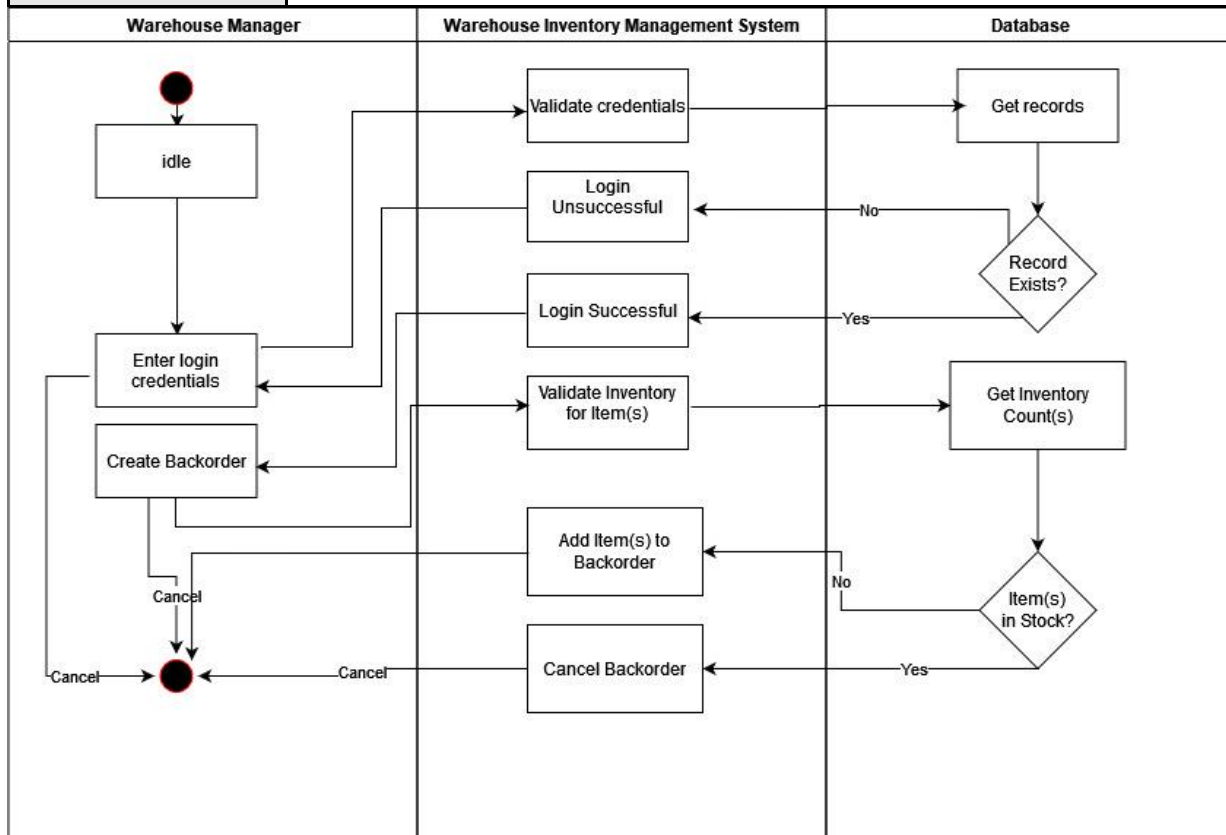 Warehouse Manager
Warehouse Inventory Management System
Database
Validate credentials
Get records
idle
Login
Unsuccessful
No
Record
Exists?
Login Successful
Yes
Enter login
credentials
Validate Inventory
for Item(s)
Get Inventory
Count(s)
Create Backorder
Add Item(s) to
Backorder
No
Cancel
Item(s)
in Stock?
Cancel
Cancel
Cancel Backorder
Yes